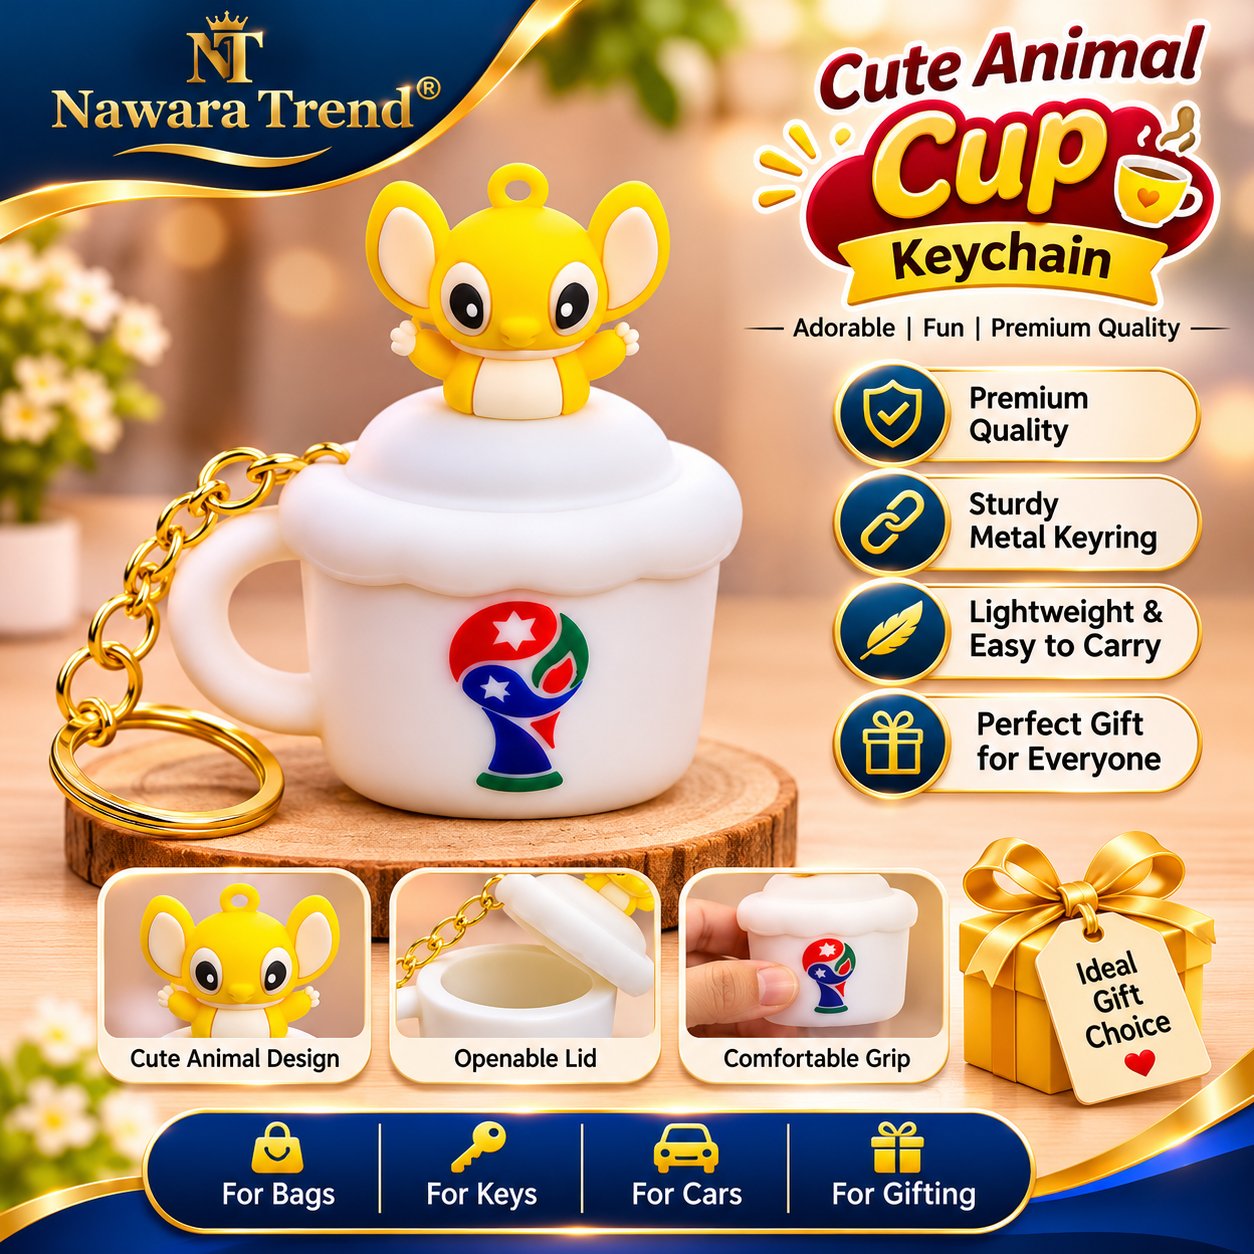 NT
Nawara Trend®
Cute Animal
Cup
Keychain
Adorable | Fun | Premium Quality
Premium
Quality
Sturdy
Metal Keyring
Lightweight &
Easy to Carry
Perfect Gift
for Everyone
Cute Animal Design
Openable Lid
Comfortable Grip
Ideal
Gift
Choice
For Bags
For Keys
For Cars
For Gifting